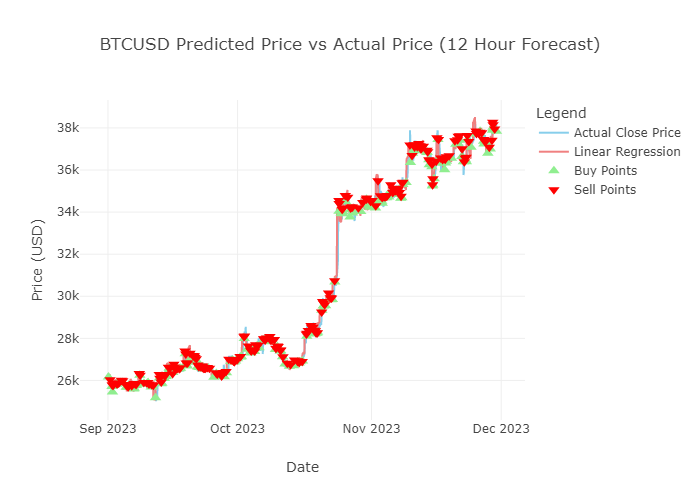 BTCUSD Predicted Price vs Actual Price (12 Hour Forecast)
Legend
Actual Close Price
Linear Regression
Buy Points
Sell Points
38k
36k
34k
32k
30k
28k
26k
Price (USD)
Sep 2023
Oct 2023
Nov 2023
Dec 2023
Date